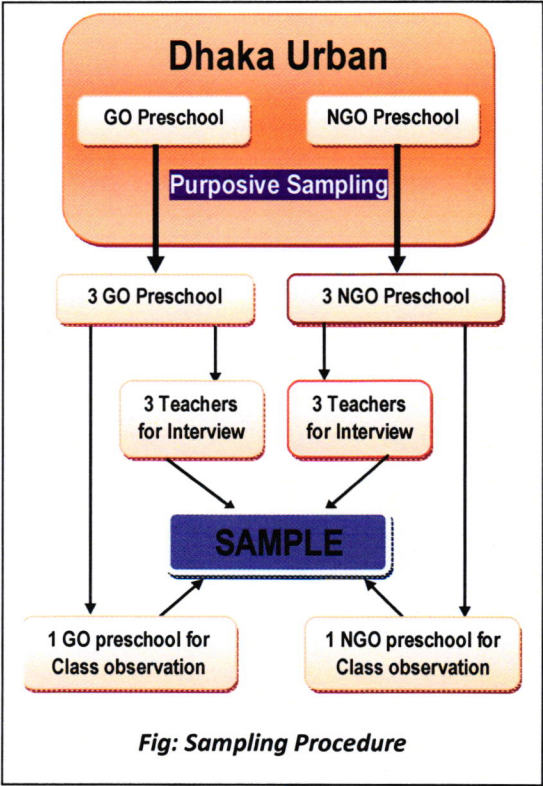 Dhaka Urban
GO Preschool
NGO Preschool
Purposive Sampling
3 GO Preschool
3 NGO Preschool
3 Teachers
for Interview
3 Teachers
for Interview
SAMPLE
1 GO preschool for
Class observation
1 NGO preschool for
Class observation
Fig: Sampling Procedure